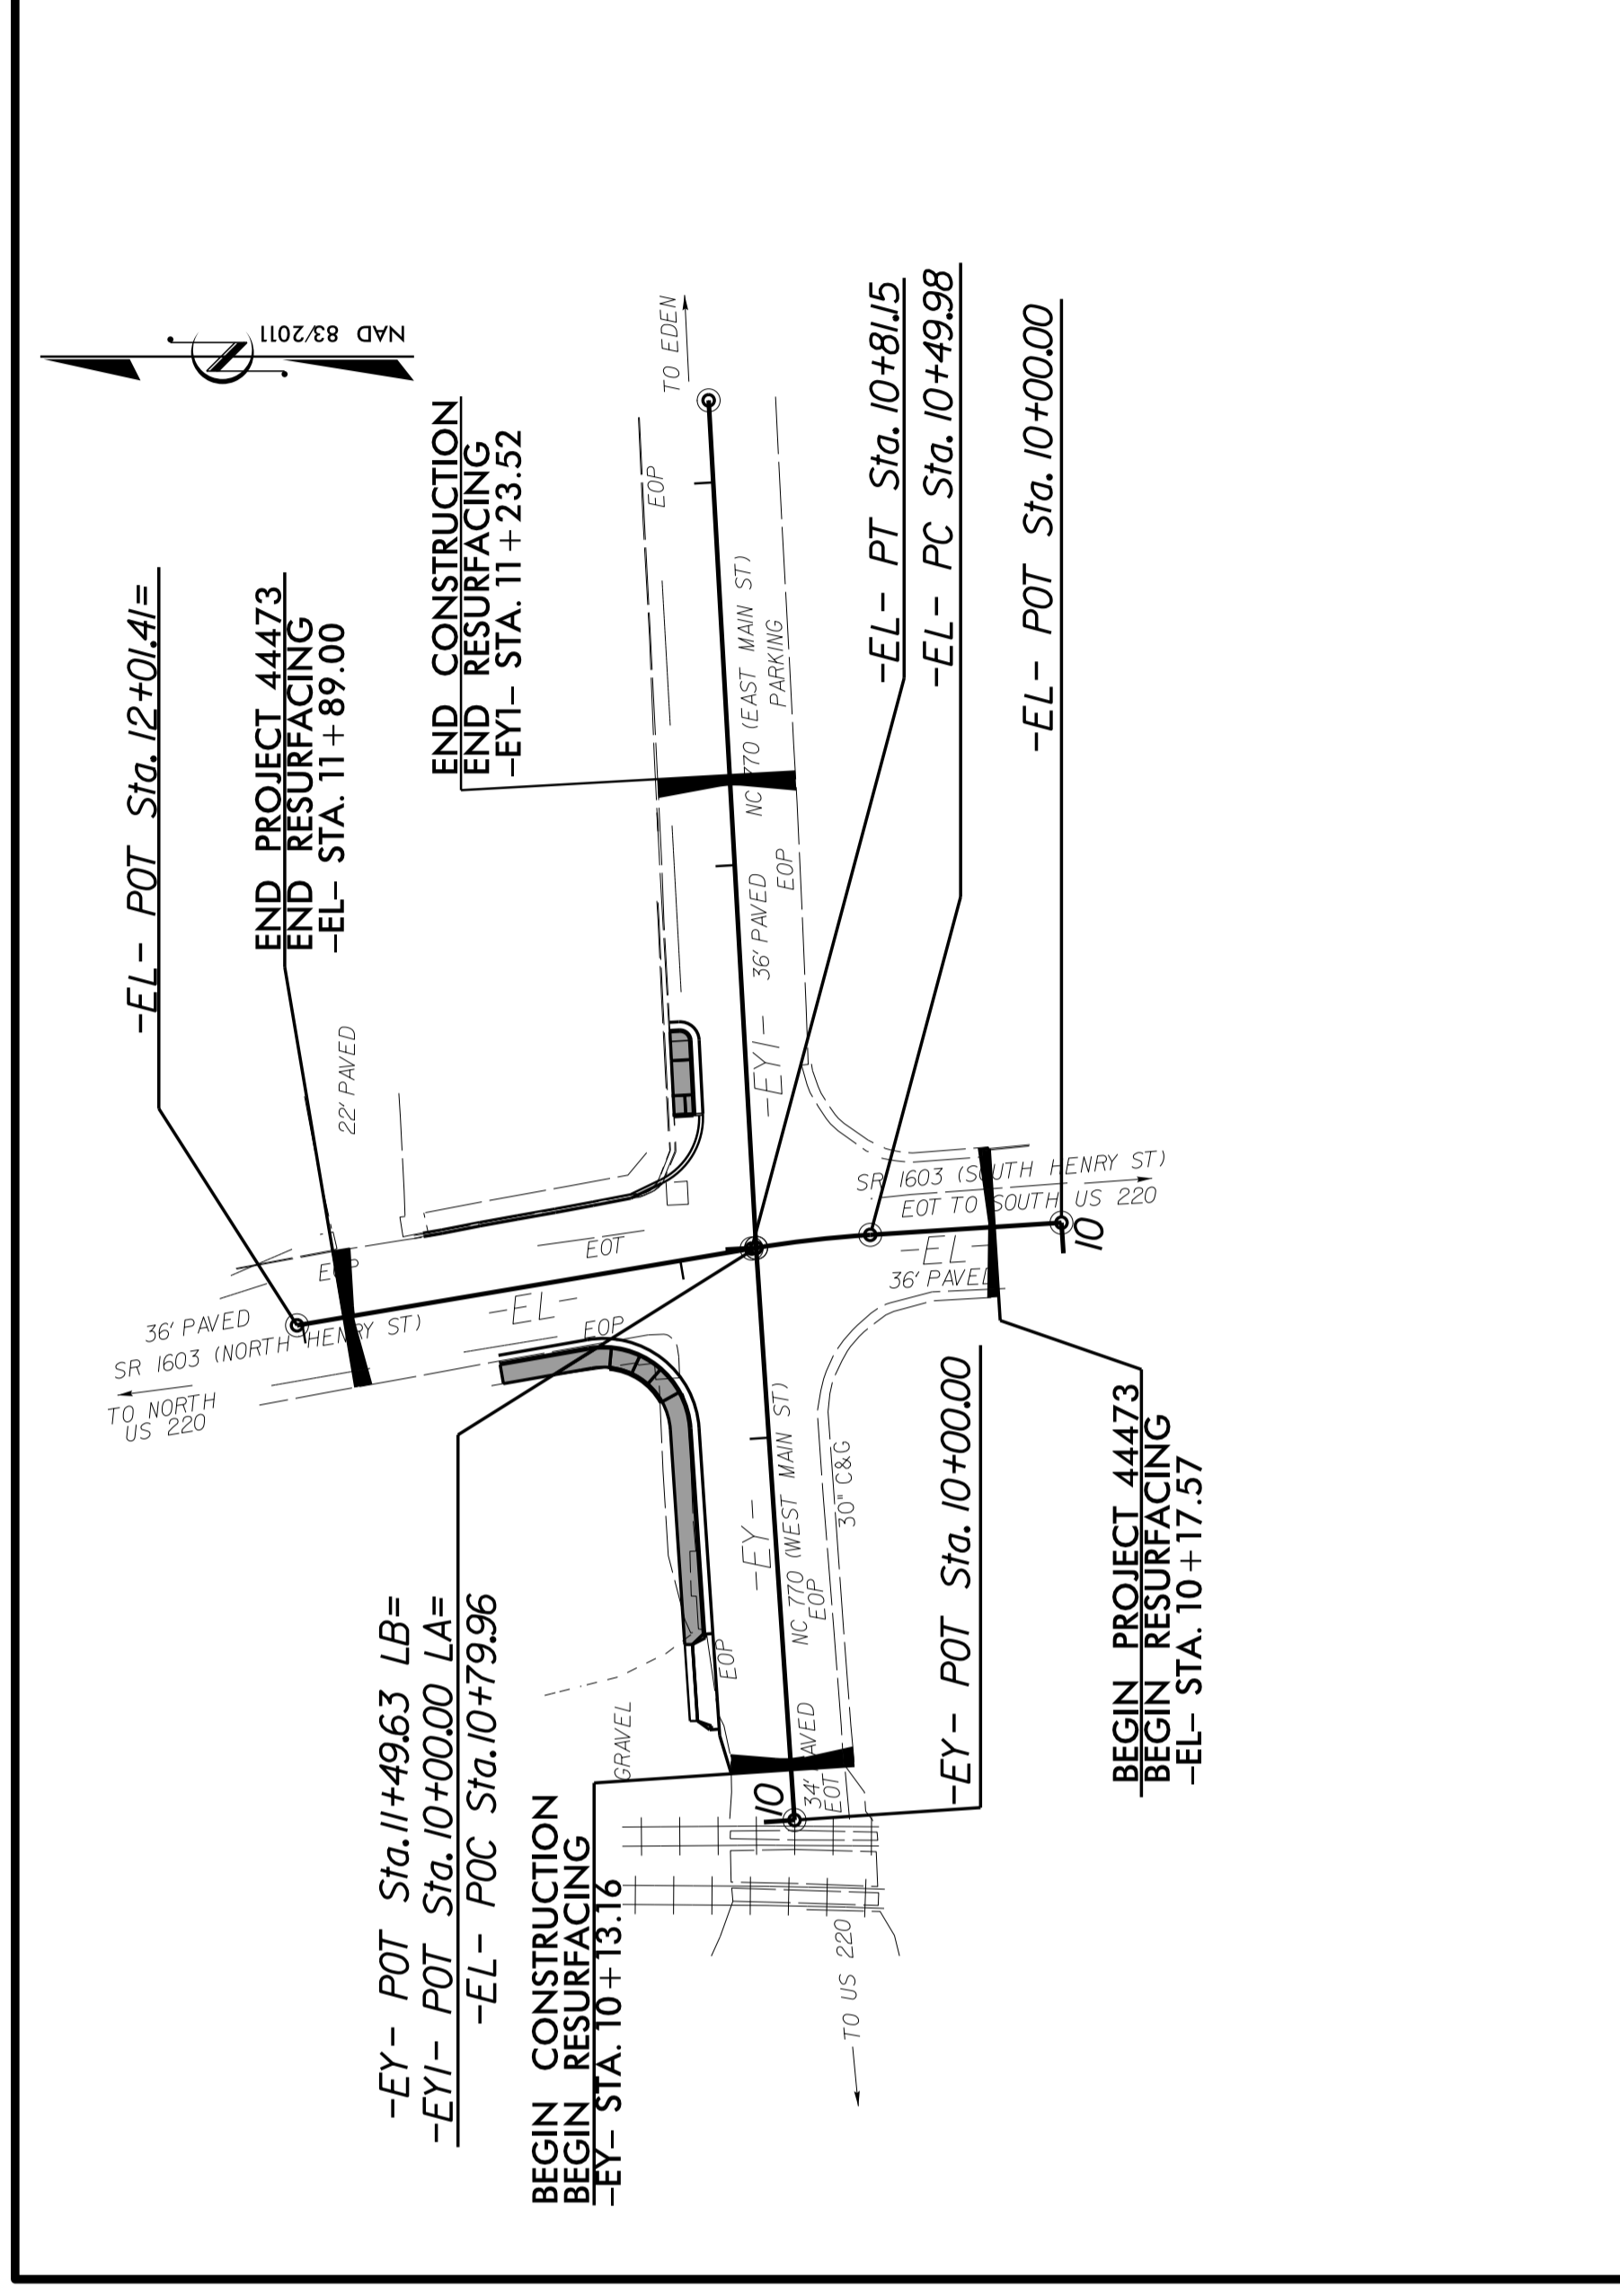 -EL- POT Sta. 12+01.41=
END PROJECT 44473
END RESURFACING
-EL- STA. 11+89.00
NAD 83/2011
END CONSTRUCTION
END RESURFACING
-EY1- STA. 11+23.52
TO EDEN
EOP
NC 770 (EAST MAIN ST)
PARKING
36' PAVED
EOP
-EY1-
-EL- PT Sta. 10+81.15
-EL- PC Sta. 10+49.98
-EL- POT Sta. 10+00.00
22' PAVED
EOP
EOT
36' PAVED
SR 1603 (NORTH HENRY ST)
TO NORTH
US 220
-EL-
EOP
SR 1603 (SOUTH HENRY ST)
EOT TO SOUTH US 220
-EL-
36' PAVED
10
-EY- POT Sta. 11+49.63 LB=
-EY1- POT Sta. 10+00.00 LA=
-EL- POC Sta. 10+79.96
BEGIN CONSTRUCTION
BEGIN RESURFACING
-EY- STA. 10+13.16
GRAVEL
EOP
-EY-
NC 770 (WEST MAIN ST)
EOP
30" C&G
34' PAVED
EOT
10
TO US 220
-EY- POT Sta. 10+00.00
BEGIN PROJECT 44473
BEGIN RESURFACING
-EL- STA. 10+17.57